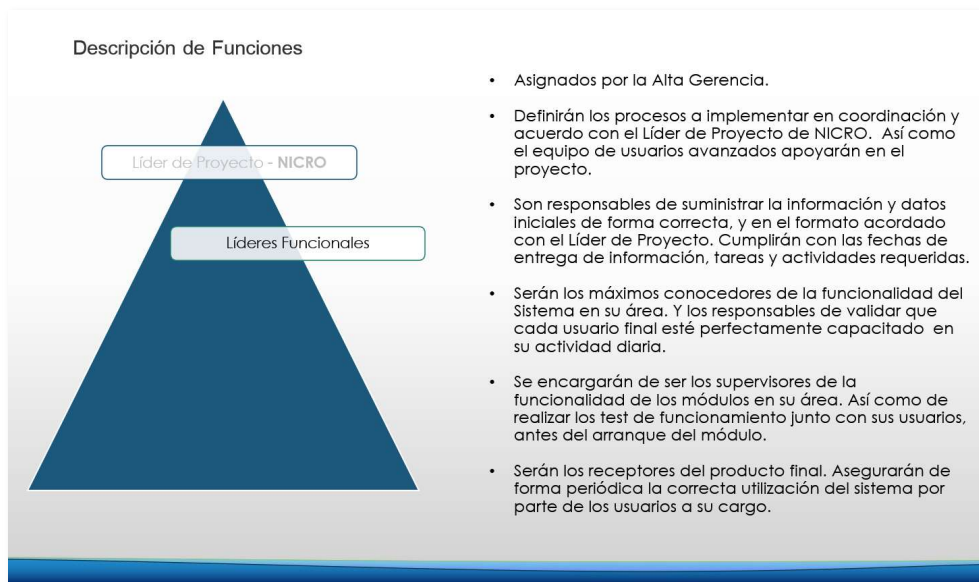 Descripción de Funciones
Líder de Proyecto - NICRO
Líderes Funcionales
• Asignados por la Alta Gerencia.
• Definirán los procesos a implementar en coordinación y
acuerdo con el Líder de Proyecto de NICRO. Así como
el equipo de usuarios avanzados apoyarán en el
proyecto.
• Son responsables de suministrar la información y datos
iniciales de forma correcta, y en el formato acordado
con el Líder de Proyecto. Cumplirán con las fechas de
entrega de información, tareas y actividades requeridas.
• Serán los máximos conocedores de la funcionalidad del
Sistema en su área. Y los responsables de validar que
cada usuario final esté perfectamente capacitado en
su actividad diaria.
• Se encargarán de ser los supervisores de la
funcionalidad de los módulos en su área. Así como de
realizar los test de funcionamiento junto con sus usuarios,
antes del arranque del módulo.
• Serán los receptores del producto final. Asegurarán de
forma periódica la correcta utilización del sistema por
parte de los usuarios a su cargo.